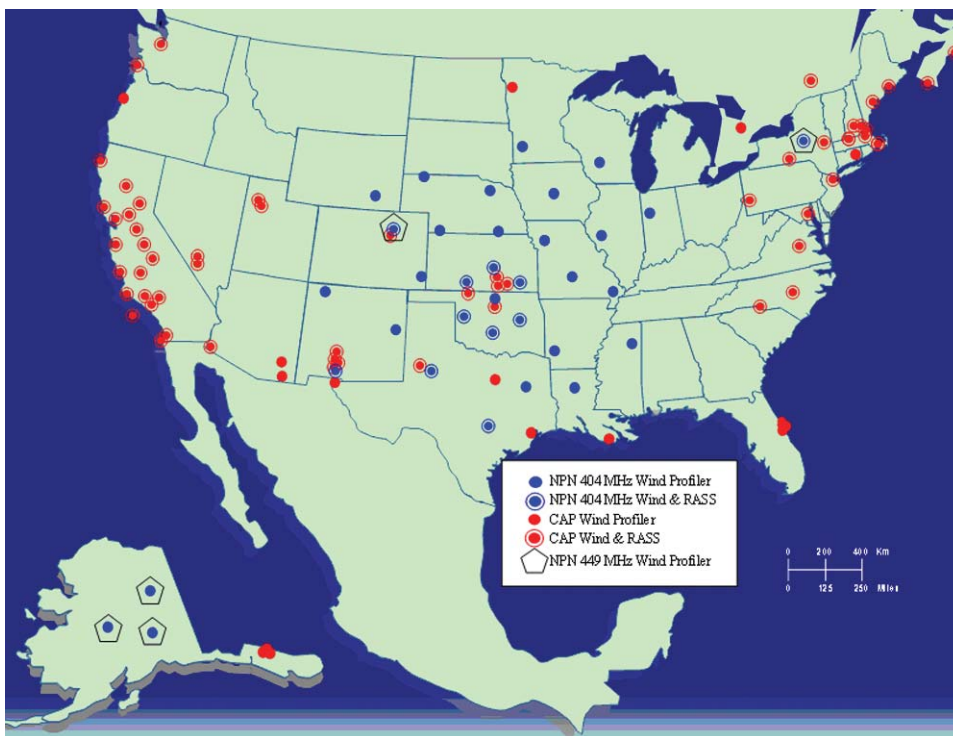 NPN 404 MHz Wind Profiler
NPN 404 MHz Wind & RASS
CAP Wind Profiler
CAP Wind & RASS
NPN 449 MHz Wind Profiler
0 200 400 Km
0 125 250 Miles